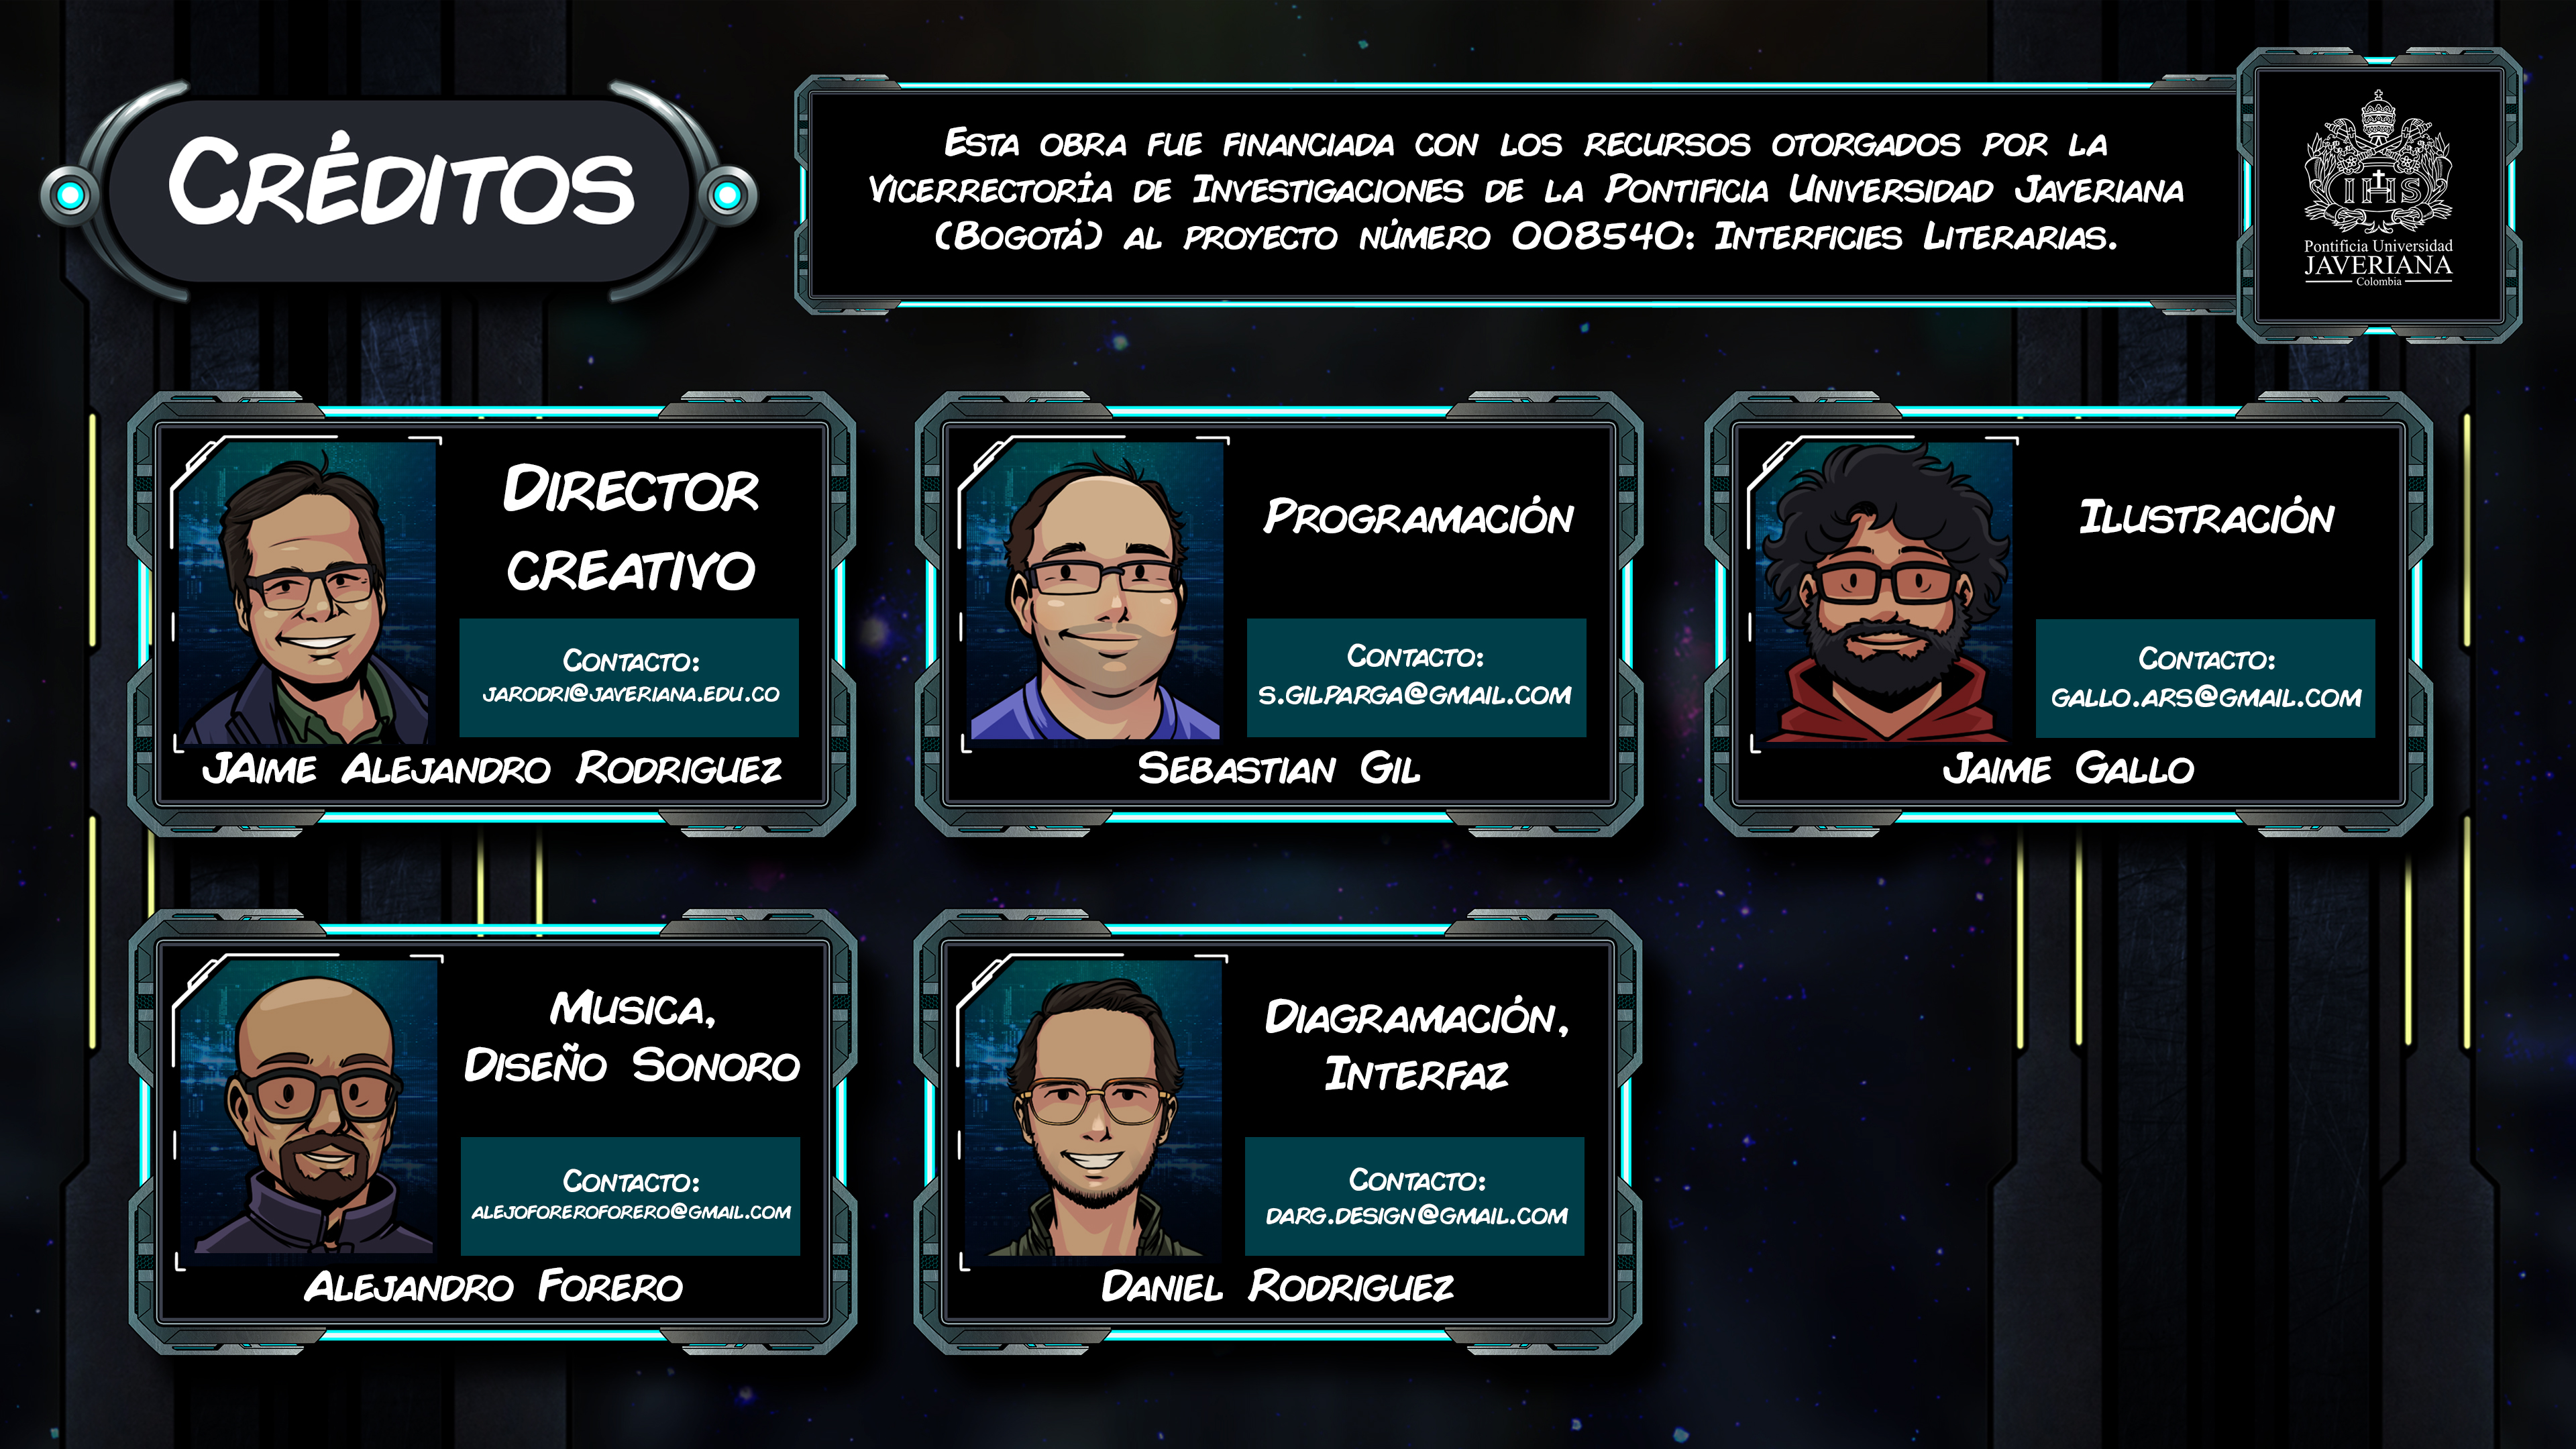 Créditos
Esta obra fue financiada con los recursos otorgados por la
Vicerrectoría de Investigaciones de la Pontificia Universidad Javeriana
(Bogotá) al proyecto número 008540: Interficies Literarias.
IHS
Pontificia Universidad
JAVERIANA
Colombia
Director
creativo
Contacto:
jarodri@javeriana.edu.co
Jaime Alejandro Rodriguez
Programación
Contacto:
s.gilparga@gmail.com
Sebastian Gil
Ilustración
Contacto:
gallo.ars@gmail.com
Jaime Gallo
Musica,
Diseño Sonoro
Contacto:
alejoforeroforero@gmail.com
Alejandro Forero
Diagramación,
Interfaz
Contacto:
darg.design@gmail.com
Daniel Rodriguez